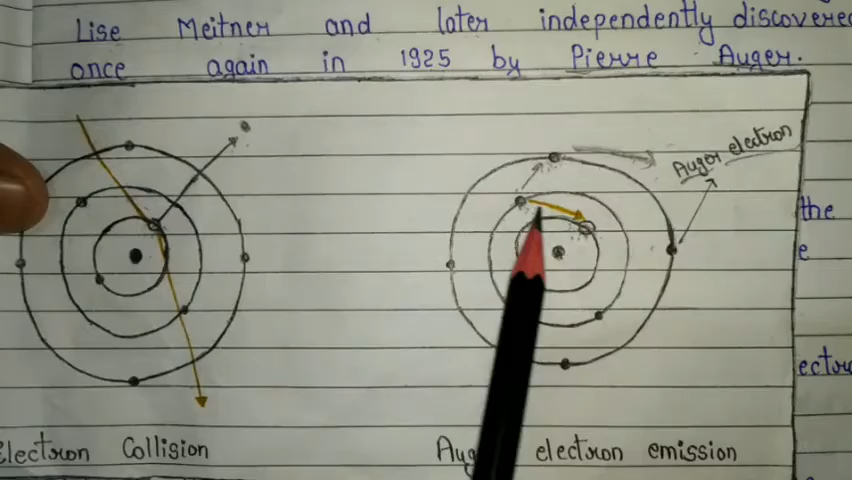 Lise Meitner and later independently discovered
once again in 1925 by Pierre Auger.
Auger electron
the
e
Electron Collision
electron emission